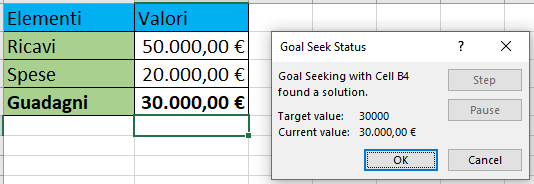 Elementi Valori
Ricavi 50.000,00 €
Spese 20.000,00 €
Guadagni 30.000,00 €
Goal Seek Status ? ×
Goal Seeking with Cell B4 Step
found a solution.
Pause
Target value: 30000
Current value: 30.000,00 €
OK Cancel